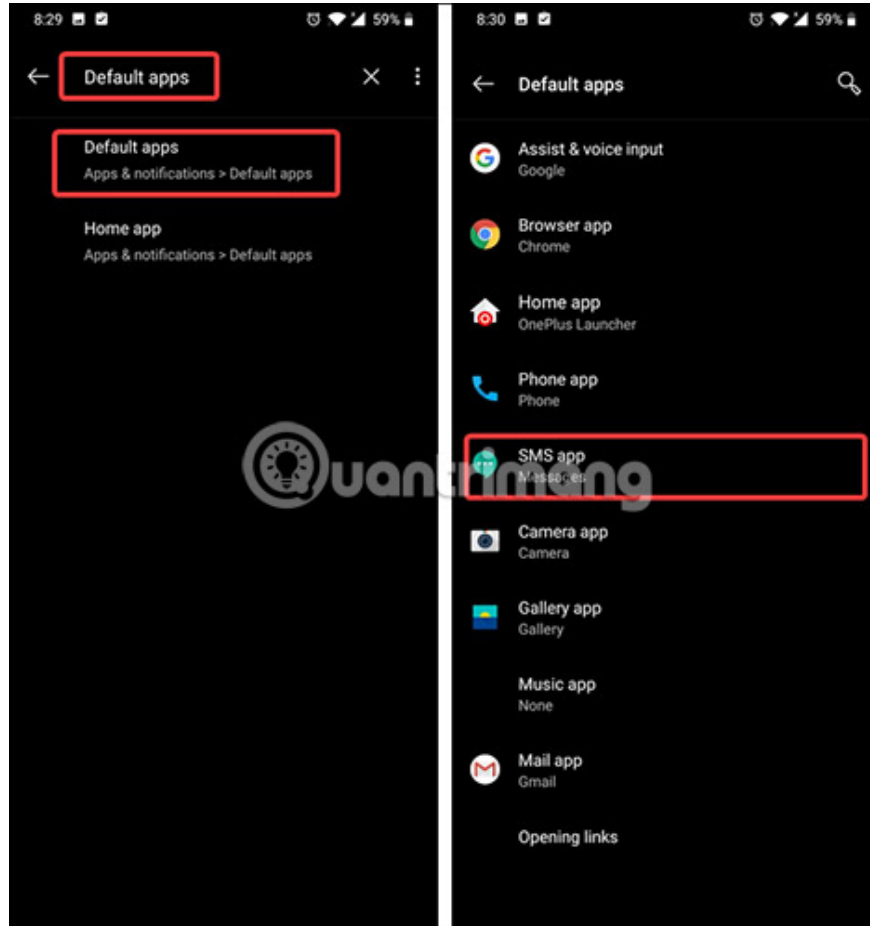 8:29
59%
Default apps
Default apps
Apps & notifications > Default apps
Home app
Apps & notifications > Default apps
8:30
59%
Default apps
Assist & voice input
Google
Browser app
Chrome
Home app
OnePlus Launcher
Phone app
Phone
SMS app
Messages
Camera app
Camera
Gallery app
Gallery
Music app
None
Mail app
Gmail
Opening links
Quantrimang